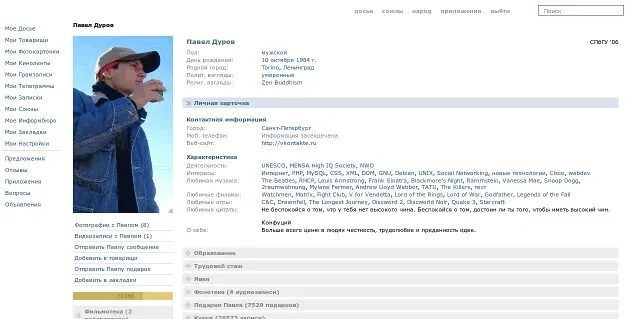 досье союзы народ приложения выйти
Поиск
Мое Досье
Мои Товарищи
Мои Фотокарточки
Мои Киноленты
Мои Грамзаписи
Мои Телеграммы
Мои Записки
Мои Союзы
Мое Информбюро
Мои Закладки
Мои Настройки
Предложения
Отзывы
Приложения
Вопросы
Объявления
Павел Дуров
Фотографии с Павлом (8)
Видеозаписи с Павлом (1)
Отправить Павлу сообщение
Добавить в товарищи
Отправить Павлу подарок
Добавить в закладки
Фильмотека (2
Павел Дуров
СПбГУ '06
Пол: мужской
День рождения: 10 октября 1984 г.
Родной город: Torino, Ленинград
Полит. взгляды: умеренные
Религ. взгляды: Zen Buddhism
Личная карточка
Контактная информация
Город: Санкт-Петербург
Моб. телефон: Информация засекречена
Веб-сайт: http://vkontakte.ru
Характеристика
Деятельность: UNESCO, MENSA High IQ Society, NWO
Интересы: Интернет, PHP, MySQL, CSS, XML, DOM, GNU, Debian, UNIX, Social Networking, новые технологии, Cisco, webdev
Любимая музыка: The Beatles, RHCP, Louis Armstrong, Frank Sinatra, Blackmore's Night, Rammstein, Vanessa Mae, Snoop Dogg,
2raumwohnung, Mylene Farmer, Andrew Lloyd Webber, TATU, The Killers, пост
Любимые фильмы: Watchmen, Matrix, Fight Club, V for Vendetta, Lord of the Rings, Lord of War, Godfather, Legends of the Fall
Любимые игры: C&C, Dreamfall, The Longest Journey, Discword 2, Discworld Noir, Quake 3, Starcraft
Любимые цитаты: Не беспокойся о том, что у тебя нет высокого чина. Беспокойся о том, достоин ли ты того, чтобы иметь высокий чин.
Конфуций
О себе: Больше всего ценю в людях честность, трудолюбие и преданность идее.
Образование
Трудовой стаж
Явки
Фонотека (4 аудиозаписи)
Подарки Павла (7529 подарков)